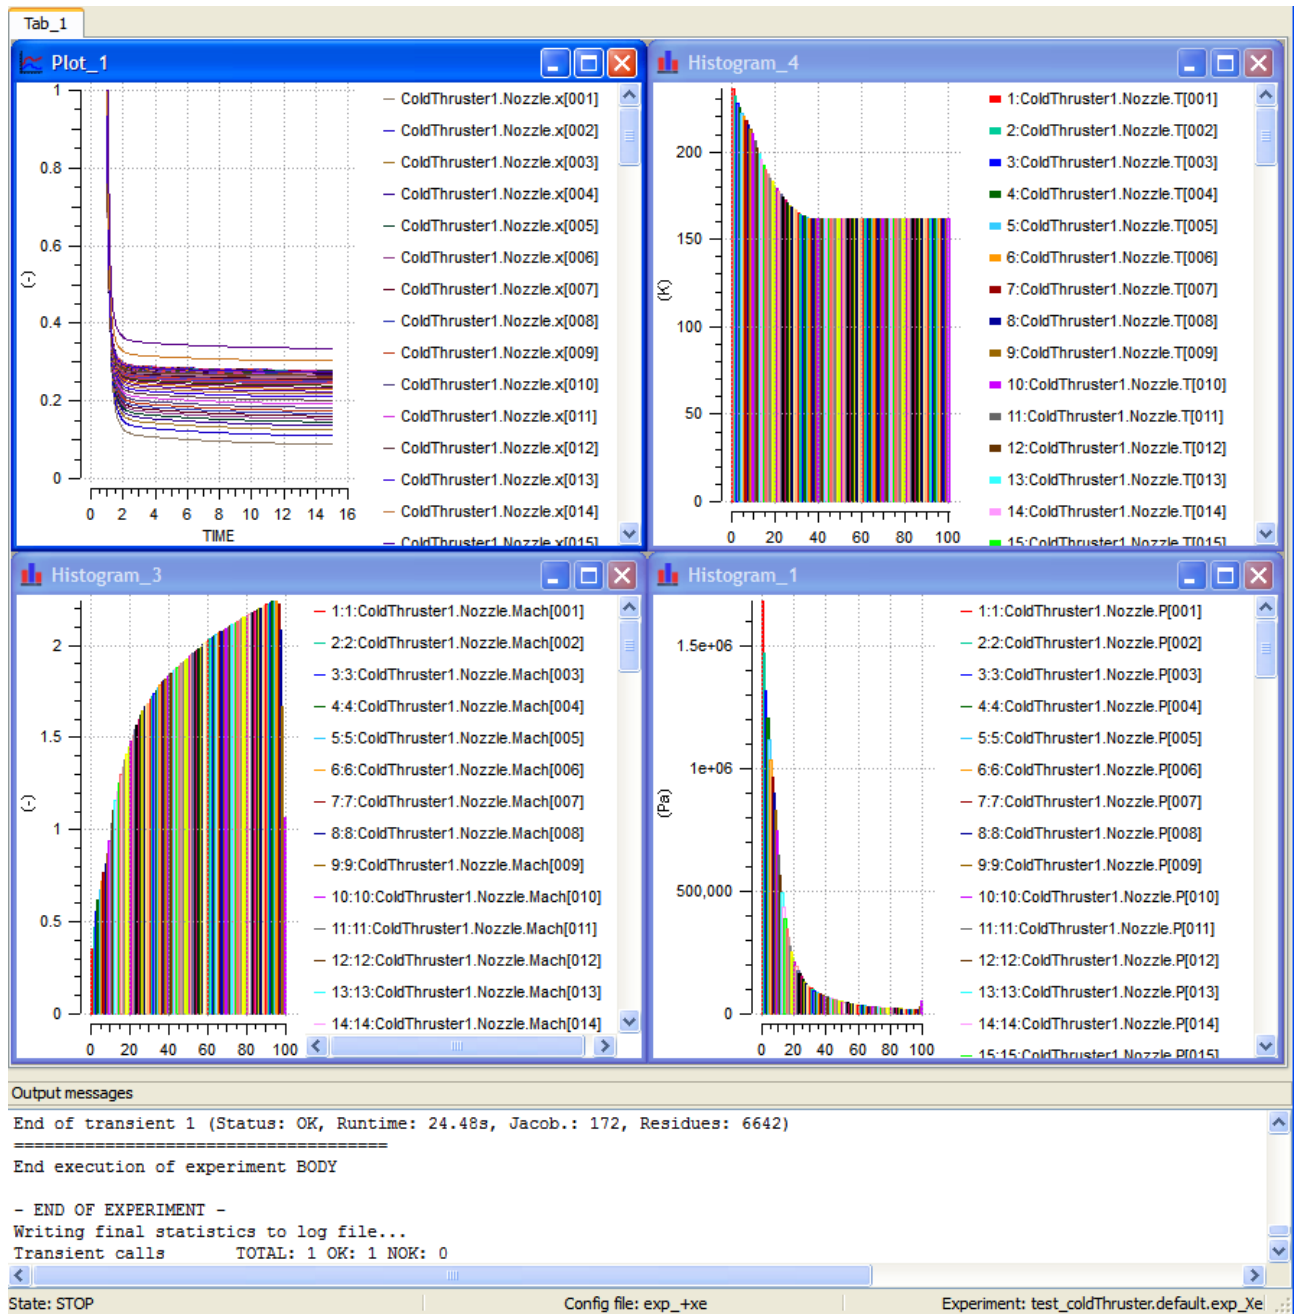 Tab_1
Plot_1
1
0.8
0.6
0.4
0.2
0
(-)
0 2 4 6 8 10 12 14 16
TIME
ColdThruster1.Nozzle.x[001]
ColdThruster1.Nozzle.x[002]
ColdThruster1.Nozzle.x[003]
ColdThruster1.Nozzle.x[004]
ColdThruster1.Nozzle.x[005]
ColdThruster1.Nozzle.x[006]
ColdThruster1.Nozzle.x[007]
ColdThruster1.Nozzle.x[008]
ColdThruster1.Nozzle.x[009]
ColdThruster1.Nozzle.x[010]
ColdThruster1.Nozzle.x[011]
ColdThruster1.Nozzle.x[012]
ColdThruster1.Nozzle.x[013]
ColdThruster1.Nozzle.x[014]
ColdThruster1.Nozzle.x[015]
Histogram_4
200
150
100
50
0
(K)
0 20 40 60 80 100
1:ColdThruster1.Nozzle.T[001]
2:ColdThruster1.Nozzle.T[002]
3:ColdThruster1.Nozzle.T[003]
4:ColdThruster1.Nozzle.T[004]
5:ColdThruster1.Nozzle.T[005]
6:ColdThruster1.Nozzle.T[006]
7:ColdThruster1.Nozzle.T[007]
8:ColdThruster1.Nozzle.T[008]
9:ColdThruster1.Nozzle.T[009]
10:ColdThruster1.Nozzle.T[010]
11:ColdThruster1.Nozzle.T[011]
12:ColdThruster1.Nozzle.T[012]
13:ColdThruster1.Nozzle.T[013]
14:ColdThruster1.Nozzle.T[014]
15:ColdThruster1.Nozzle.T[015]
Histogram_3
2
1.5
1
0.5
0
(-)
0 20 40 60 80 100
1:1:ColdThruster1.Nozzle.Mach[001]
2:2:ColdThruster1.Nozzle.Mach[002]
3:3:ColdThruster1.Nozzle.Mach[003]
4:4:ColdThruster1.Nozzle.Mach[004]
5:5:ColdThruster1.Nozzle.Mach[005]
6:6:ColdThruster1.Nozzle.Mach[006]
7:7:ColdThruster1.Nozzle.Mach[007]
8:8:ColdThruster1.Nozzle.Mach[008]
9:9:ColdThruster1.Nozzle.Mach[009]
10:10:ColdThruster1.Nozzle.Mach[010]
11:11:ColdThruster1.Nozzle.Mach[011]
12:12:ColdThruster1.Nozzle.Mach[012]
13:13:ColdThruster1.Nozzle.Mach[013]
14:14:ColdThruster1.Nozzle.Mach[014]
Histogram_1
1.5e+06
1e+06
500,000
0
(Pa)
0 20 40 60 80 100
1:1:ColdThruster1.Nozzle.P[001]
2:2:ColdThruster1.Nozzle.P[002]
3:3:ColdThruster1.Nozzle.P[003]
4:4:ColdThruster1.Nozzle.P[004]
5:5:ColdThruster1.Nozzle.P[005]
6:6:ColdThruster1.Nozzle.P[006]
7:7:ColdThruster1.Nozzle.P[007]
8:8:ColdThruster1.Nozzle.P[008]
9:9:ColdThruster1.Nozzle.P[009]
10:10:ColdThruster1.Nozzle.P[010]
11:11:ColdThruster1.Nozzle.P[011]
12:12:ColdThruster1.Nozzle.P[012]
13:13:ColdThruster1.Nozzle.P[013]
14:14:ColdThruster1.Nozzle.P[014]
15:15:ColdThruster1.Nozzle.P[015]
Output messages
End of transient 1 (Status: OK, Runtime: 24.48s, Jacob.: 172, Residues: 6642)
=====================================
End execution of experiment BODY
- END OF EXPERIMENT -
Writing final statistics to log file...
Transient calls TOTAL: 1 OK: 1 NOK: 0
State: STOP
Config file: exp_+xe
Experiment: test_coldThruster.default.exp_Xe